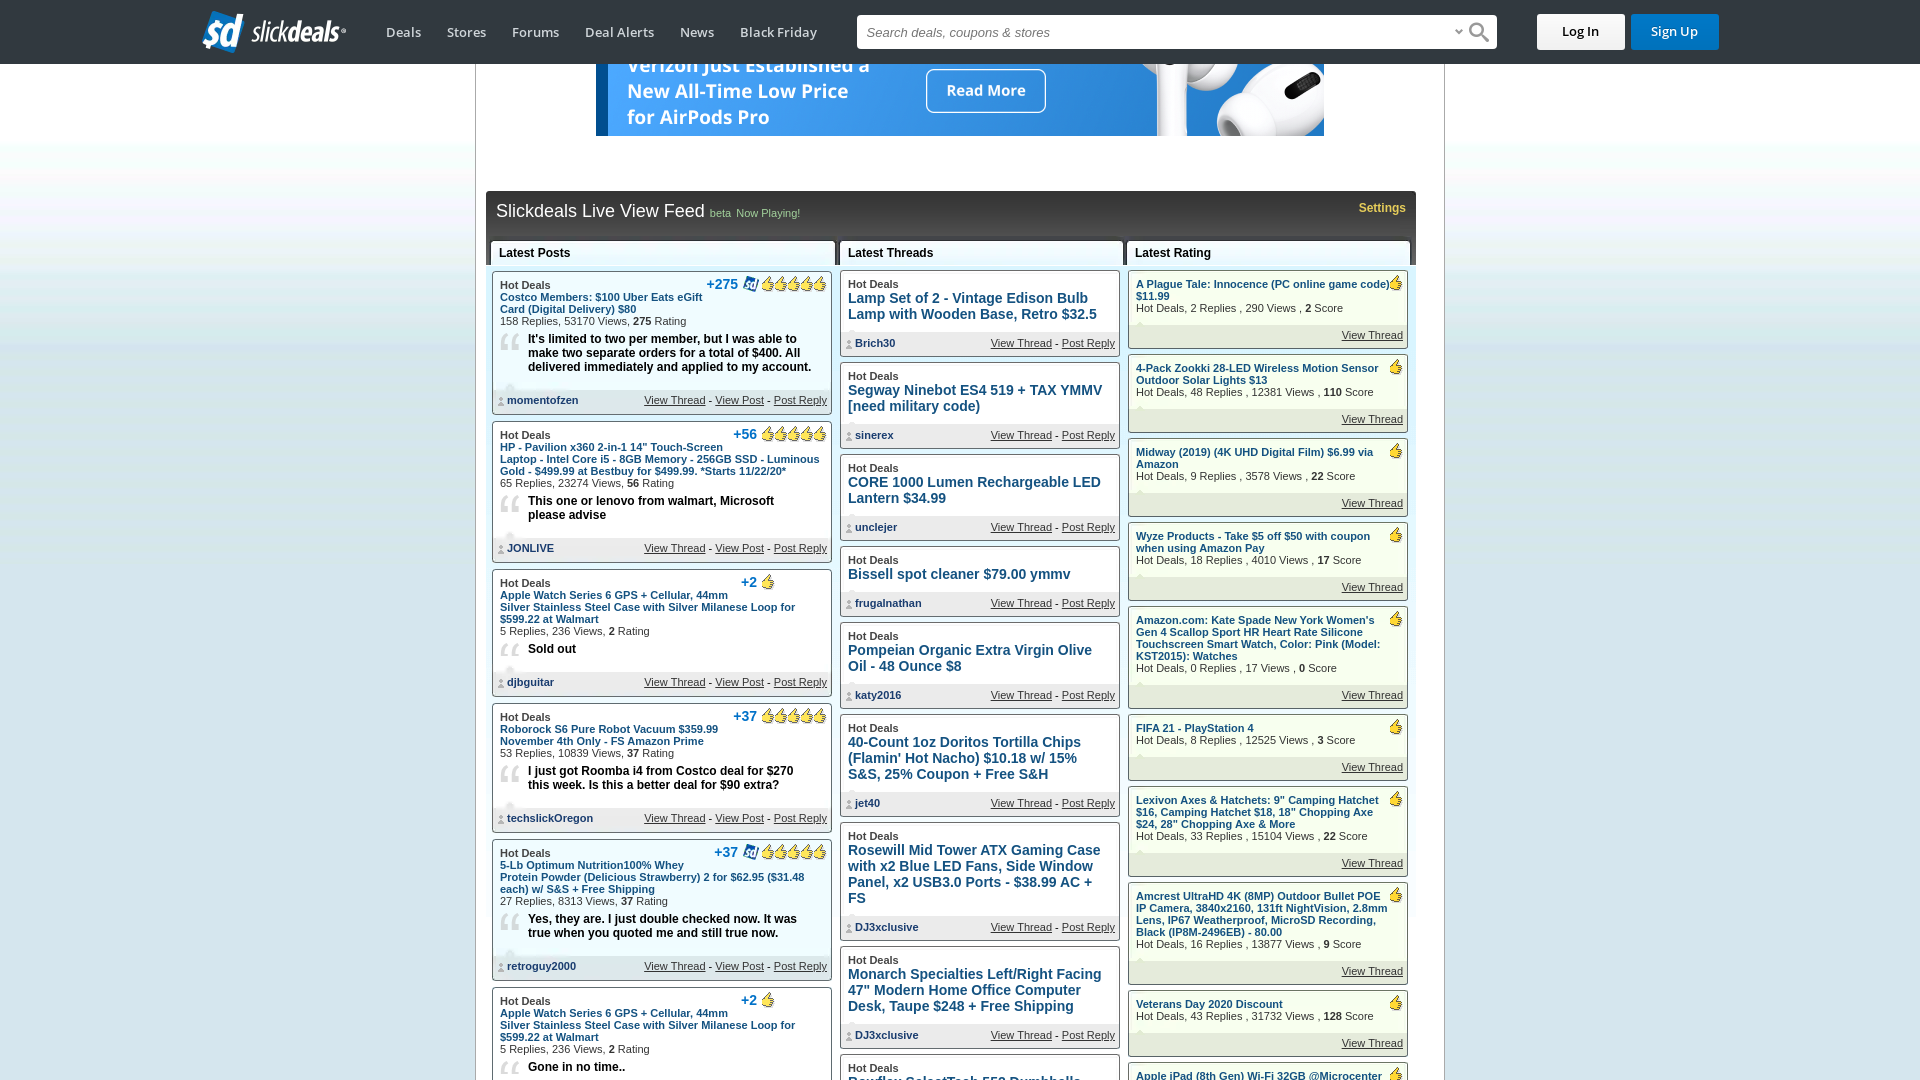 sd slickdeals
Deals
Stores
Forums
Deal Alerts
News
Black Friday
Search deals, coupons & stores
Log In
Sign Up
Verizon Just Established a
New All-Time Low Price
for AirPods Pro
Read More
Slickdeals Live View Feed beta Now Playing!
Settings
Latest Posts
Hot Deals +275
Costco Members: $100 Uber Eats eGift
Card (Digital Delivery) $80
158 Replies, 53170 Views, 275 Rating
It's limited to two per member, but I was able to
make two separate orders for a total of $400. All
delivered immediately and applied to my account.
momentofzen View Thread - View Post - Post Reply
Hot Deals +56
HP - Pavilion x360 2-in-1 14" Touch-Screen
Laptop - Intel Core i5 - 8GB Memory - 256GB SSD - Luminous
Gold - $499.99 at Bestbuy for $499.99. *Starts 11/22/20*
65 Replies, 23274 Views, 56 Rating
This one or lenovo from walmart, Microsoft
please advise
JONLIVE View Thread - View Post - Post Reply
Hot Deals +2
Apple Watch Series 6 GPS + Cellular, 44mm
Silver Stainless Steel Case with Silver Milanese Loop for
$599.22 at Walmart
5 Replies, 236 Views, 2 Rating
Sold out
djbguitar View Thread - View Post - Post Reply
Hot Deals +37
Roborock S6 Pure Robot Vacuum $359.99
November 4th Only - FS Amazon Prime
53 Replies, 10839 Views, 37 Rating
I just got Roomba i4 from Costco deal for $270
this week. Is this a better deal for $90 extra?
techslickOregon View Thread - View Post - Post Reply
Hot Deals +37
5-Lb Optimum Nutrition100% Whey
Protein Powder (Delicious Strawberry) 2 for $62.95 ($31.48
each) w/ S&S + Free Shipping
27 Replies, 8313 Views, 37 Rating
Yes, they are. I just double checked now. It was
true when you quoted me and still true now.
retroguy2000 View Thread - View Post - Post Reply
Hot Deals +2
Apple Watch Series 6 GPS + Cellular, 44mm
Silver Stainless Steel Case with Silver Milanese Loop for
$599.22 at Walmart
5 Replies, 236 Views, 2 Rating
Gone in no time..
Latest Threads
Hot Deals
Lamp Set of 2 - Vintage Edison Bulb
Lamp with Wooden Base, Retro $32.5
Brich30 View Thread - Post Reply
Hot Deals
Segway Ninebot ES4 519 + TAX YMMV
[need military code)
sinerex View Thread - Post Reply
Hot Deals
CORE 1000 Lumen Rechargeable LED
Lantern $34.99
unclejer View Thread - Post Reply
Hot Deals
Bissell spot cleaner $79.00 ymmv
frugalnathan View Thread - Post Reply
Hot Deals
Pompeian Organic Extra Virgin Olive
Oil - 48 Ounce $8
katy2016 View Thread - Post Reply
Hot Deals
40-Count 1oz Doritos Tortilla Chips
(Flamin' Hot Nacho) $10.18 w/ 15%
S&S, 25% Coupon + Free S&H
jet40 View Thread - Post Reply
Hot Deals
Rosewill Mid Tower ATX Gaming Case
with x2 Blue LED Fans, Side Window
Panel, x2 USB3.0 Ports - $38.99 AC +
FS
DJ3xclusive View Thread - Post Reply
Hot Deals
Monarch Specialties Left/Right Facing
47" Modern Home Office Computer
Desk, Taupe $248 + Free Shipping
DJ3xclusive View Thread - Post Reply
Hot Deals
Bowflex SelectTech 552 Dumbbells
Latest Rating
A Plague Tale: Innocence (PC online game code)
$11.99
Hot Deals, 2 Replies , 290 Views , 2 Score
View Thread
4-Pack Zookki 28-LED Wireless Motion Sensor
Outdoor Solar Lights $13
Hot Deals, 48 Replies , 12381 Views , 110 Score
View Thread
Midway (2019) (4K UHD Digital Film) $6.99 via
Amazon
Hot Deals, 9 Replies , 3578 Views , 22 Score
View Thread
Wyze Products - Take $5 off $50 with coupon
when using Amazon Pay
Hot Deals, 18 Replies , 4010 Views , 17 Score
View Thread
Amazon.com: Kate Spade New York Women's
Gen 4 Scallop Sport HR Heart Rate Silicone
Touchscreen Smart Watch, Color: Pink (Model:
KST2015): Watches
Hot Deals, 0 Replies , 17 Views , 0 Score
View Thread
FIFA 21 - PlayStation 4
Hot Deals, 8 Replies , 12525 Views , 3 Score
View Thread
Lexivon Axes & Hatchets: 9" Camping Hatchet
$16, Camping Hatchet $18, 18" Chopping Axe
$24, 28" Chopping Axe & More
Hot Deals, 33 Replies , 15104 Views , 22 Score
View Thread
Amcrest UltraHD 4K (8MP) Outdoor Bullet POE
IP Camera, 3840x2160, 131ft NightVision, 2.8mm
Lens, IP67 Weatherproof, MicroSD Recording,
Black (IP8M-2496EB) - 80.00
Hot Deals, 16 Replies , 13877 Views , 9 Score
View Thread
Veterans Day 2020 Discount
Hot Deals, 43 Replies , 31732 Views , 128 Score
View Thread
Apple iPad (8th Gen) Wi-Fi 32GB @Microcenter